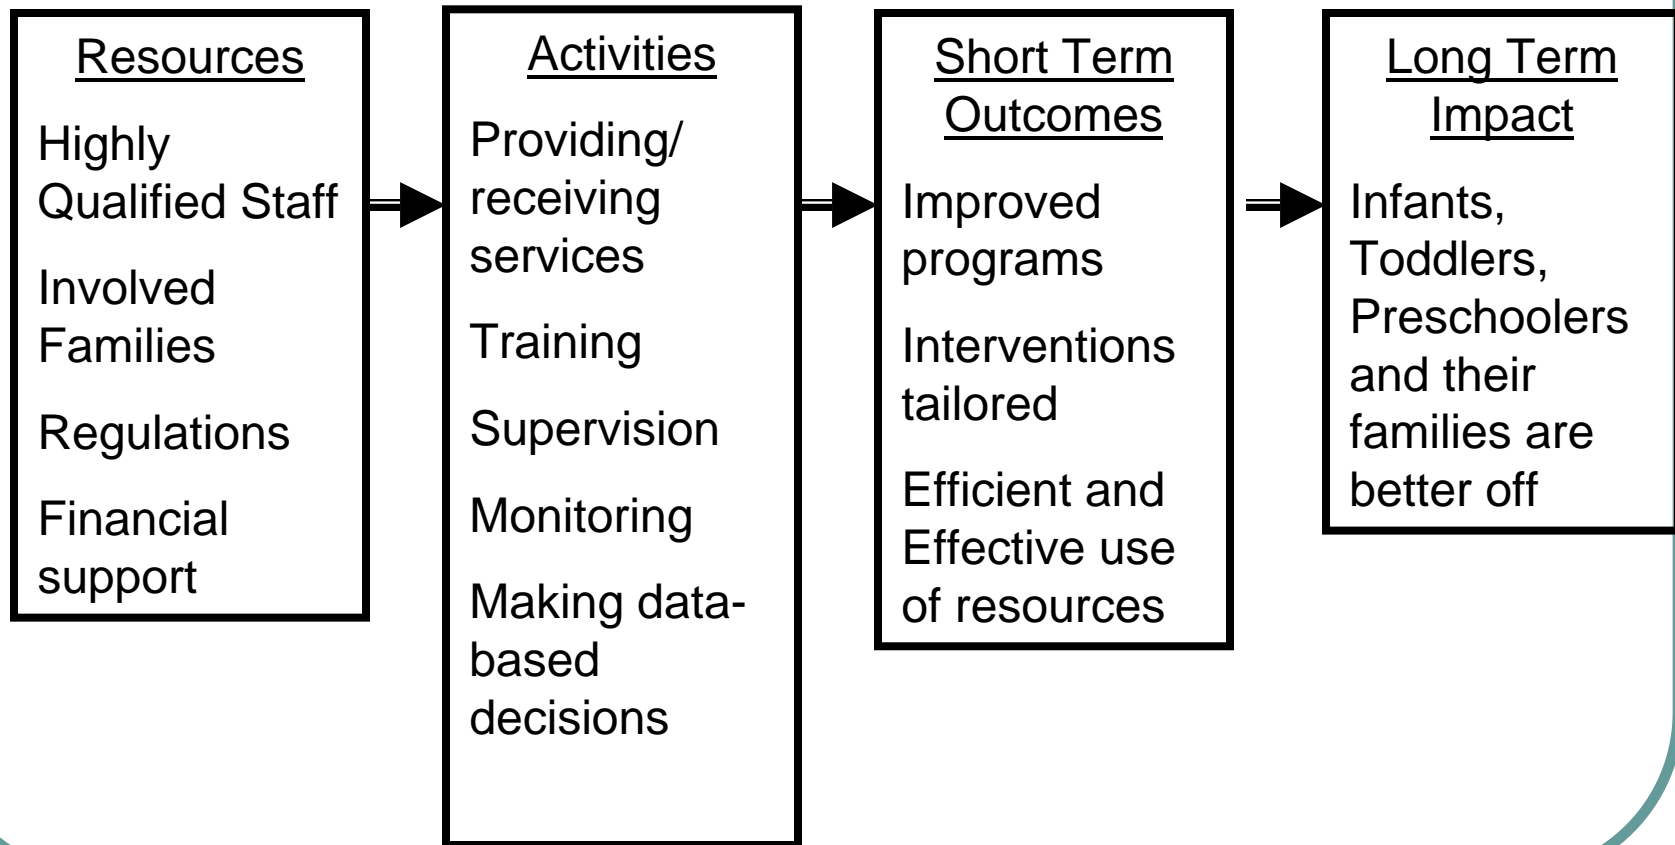 Resources
Highly
Qualified Staff
Involved
Families
Regulations
Financial
support
Activities
Providing/
receiving
services
Training
Supervision
Monitoring
Making data-
based
decisions
Short Term
Outcomes
Improved
programs
Interventions
tailored
Efficient and
Effective use
of resources
Long Term
Impact
Infants,
Toddlers,
Preschoolers
and their
families are
better off